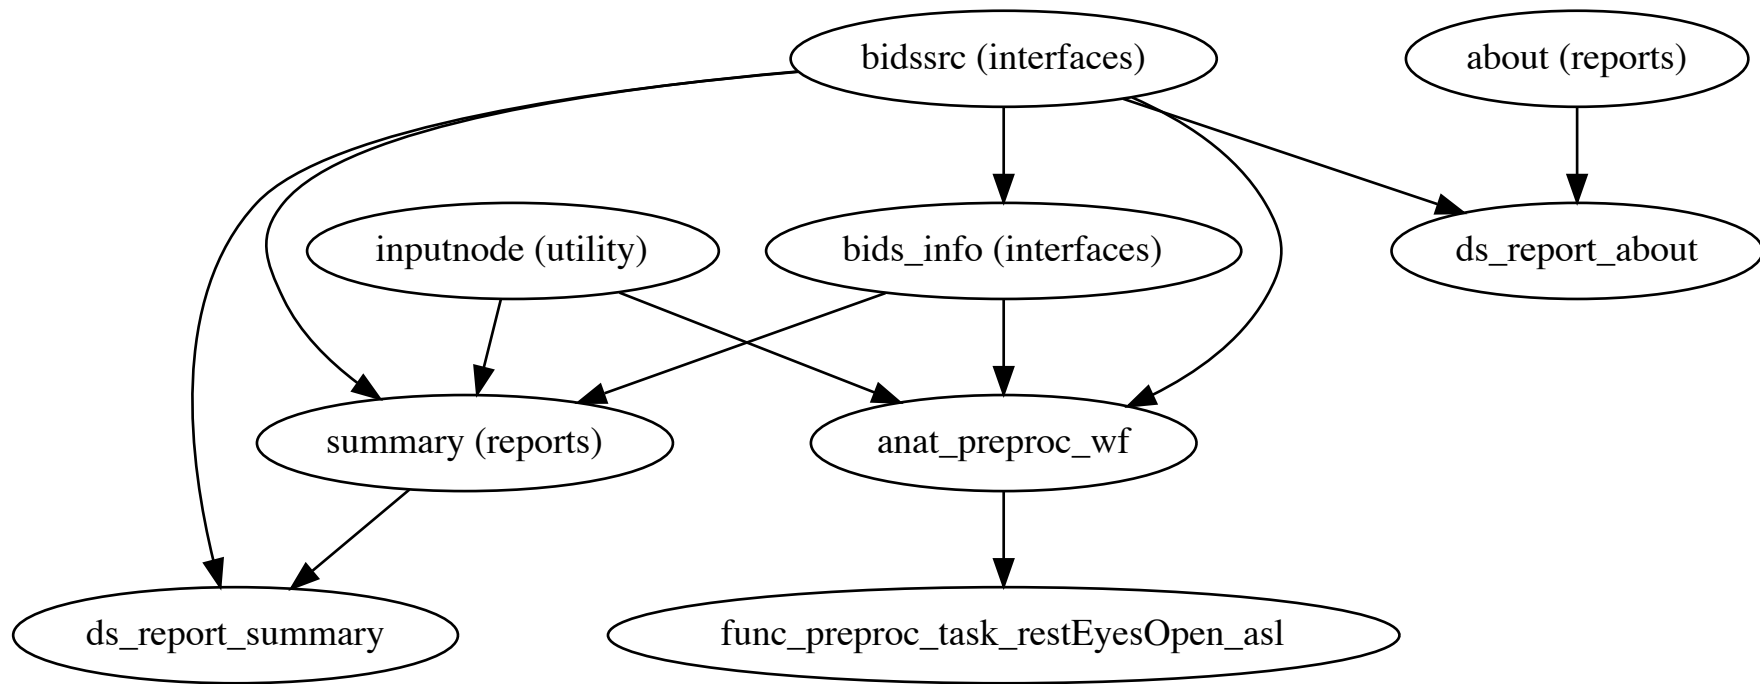 bidssrc (interfaces)
about (reports)
inputnode (utility)
bids_info (interfaces)
ds_report_about
summary (reports)
anat_preproc_wf
ds_report_summary
func_preproc_task_restEyesOpen_asl